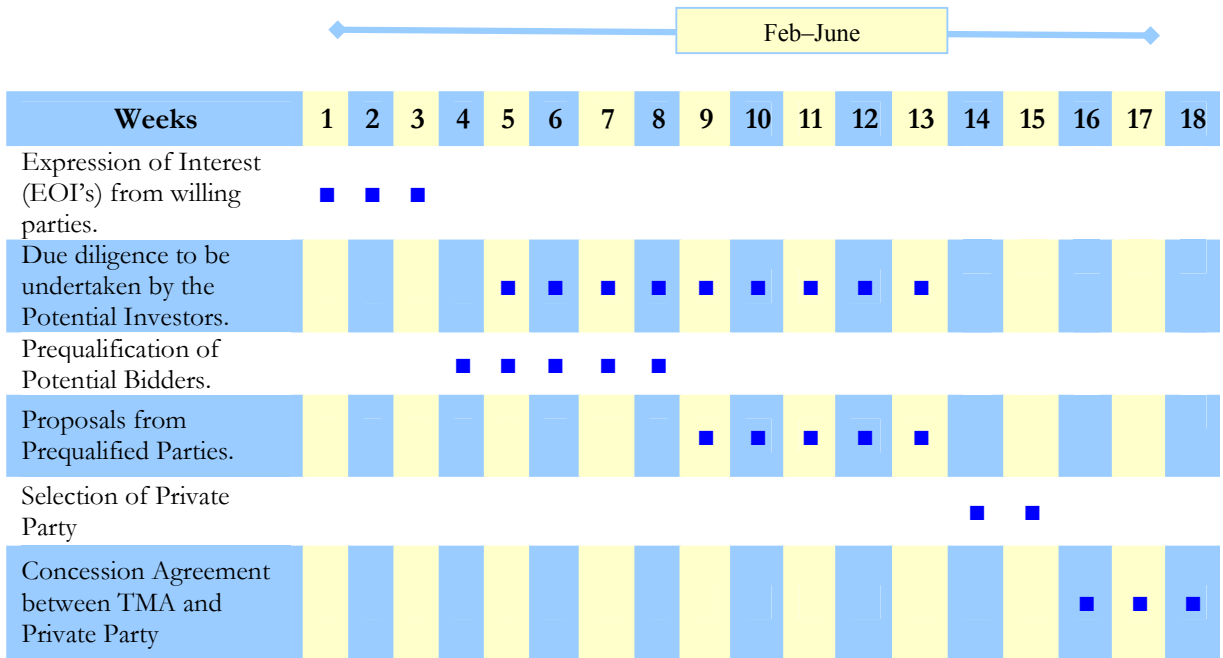 Feb–June
Weeks 1 2 3 4 5 6 7 8 9 10 11 12 13 14 15 16 17 18
Expression of Interest
(EOI's) from willing
parties.
Due diligence to be
undertaken by the
Potential Investors.
Prequalification of
Potential Bidders.
Proposals from
Prequalified Parties.
Selection of Private
Party
Concession Agreement
between TMA and
Private Party